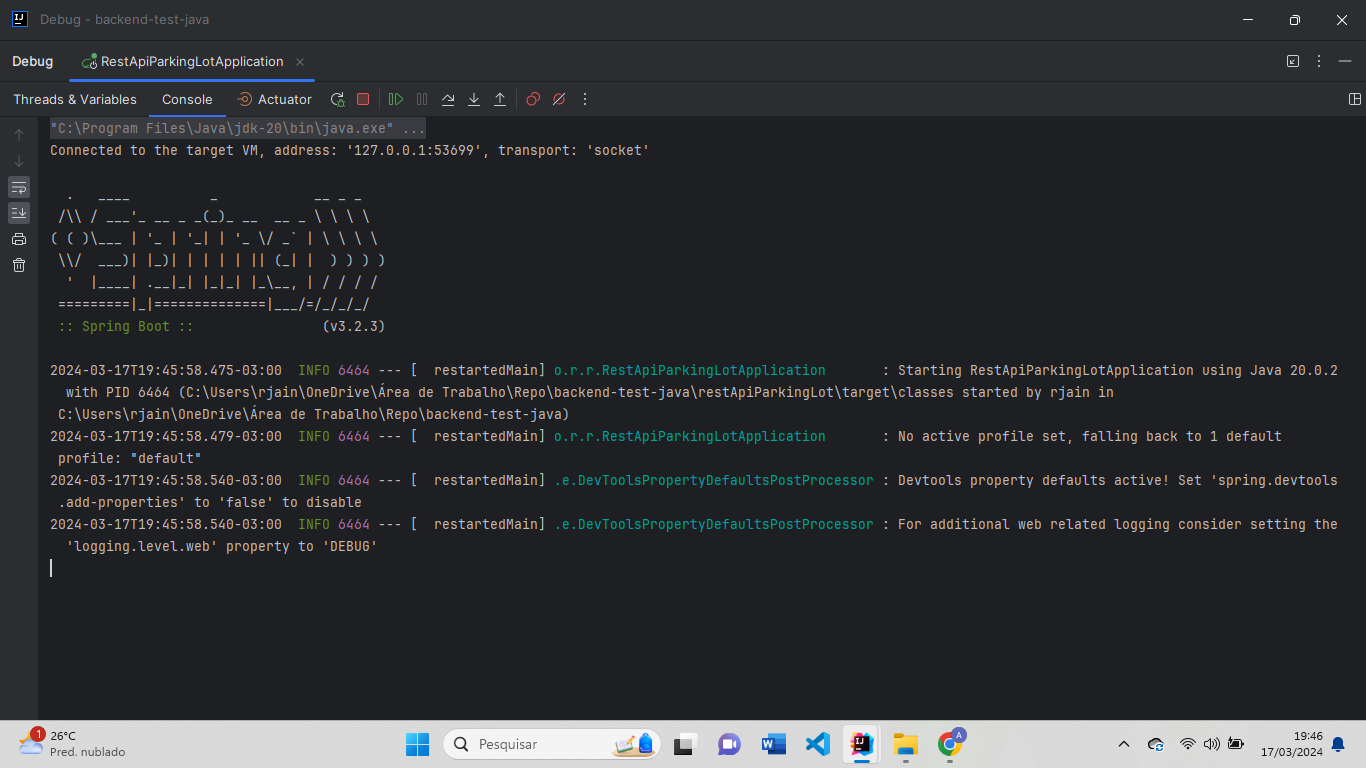 Debug - backend-test-java
Debug RestApiParkingLotApplication
Threads & Variables Console Actuator
"C:\Program Files\Java\jdk-20\bin\java.exe" ...
Connected to the target VM, address: '127.0.0.1:53699', transport: 'socket'
  .   ____          _            __ _ _
 /\\ / ___'_ __ _ _(_)_ __  __ _ \ \ \ \
( ( )\___ | '_ | '_| | '_ \/ _` | \ \ \ \
 \\/  ___)| |_)| | | | | || (_| |  ) ) ) )
  '  |____| .__|_| |_|_| |_\__, | / / / /
 =========|_|==============|___/=/_/_/_/
 :: Spring Boot ::                (v3.2.3)
2024-03-17T19:45:58.475-03:00  INFO 6464 --- [  restartedMain] o.r.r.RestApiParkingLotApplication       : Starting RestApiParkingLotApplication using Java 20.0.2
with PID 6464 (C:\Users\rjain\OneDrive\Área de Trabalho\Repo\backend-test-java\restApiParkingLot\target\classes started by rjain in
C:\Users\rjain\OneDrive\Área de Trabalho\Repo\backend-test-java)
2024-03-17T19:45:58.479-03:00  INFO 6464 --- [  restartedMain] o.r.r.RestApiParkingLotApplication       : No active profile set, falling back to 1 default
profile: "default"
2024-03-17T19:45:58.540-03:00  INFO 6464 --- [  restartedMain] .e.DevToolsPropertyDefaultsPostProcessor : Devtools property defaults active! Set 'spring.devtools
.add-properties' to 'false' to disable
2024-03-17T19:45:58.540-03:00  INFO 6464 --- [  restartedMain] .e.DevToolsPropertyDefaultsPostProcessor : For additional web related logging consider setting the
'logging.level.web' property to 'DEBUG'
1
26°C
Pred. nublado
Pesquisar
A
19:46
17/03/2024